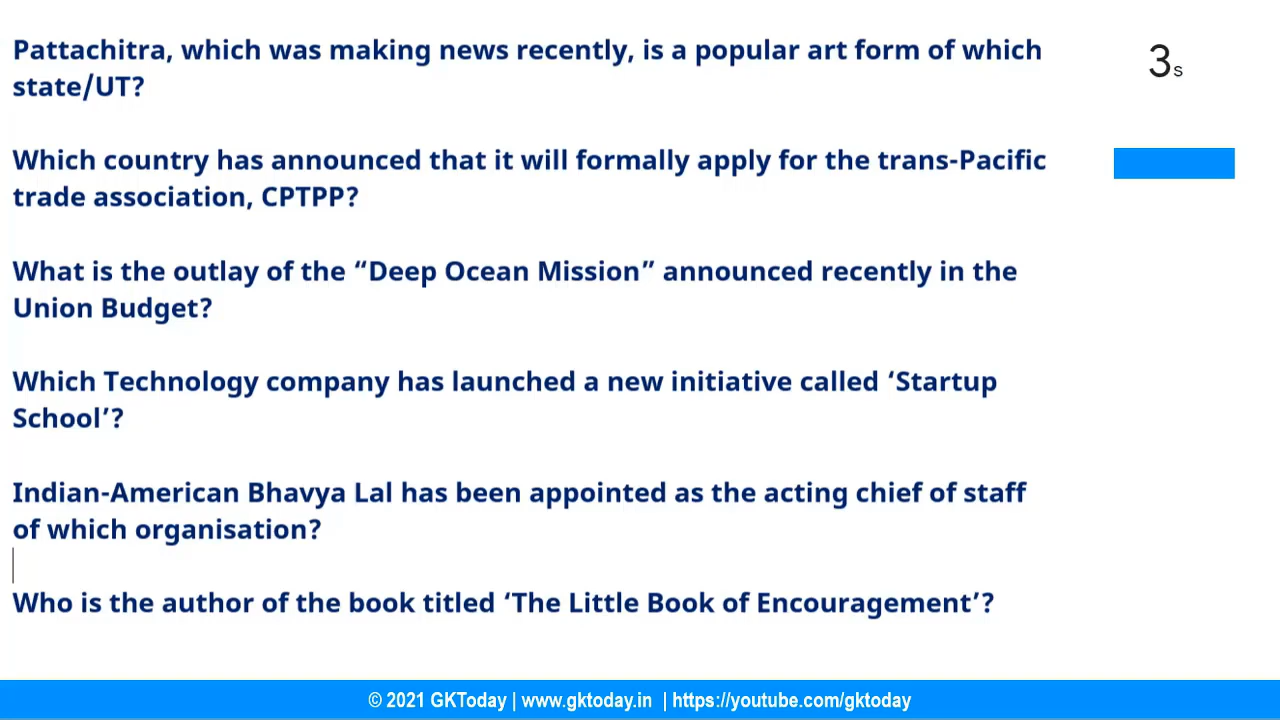 Pattachitra, which was making news recently, is a popular art form of which
state/UT?
3s
Which country has announced that it will formally apply for the trans-Pacific
trade association, CPTPP?
What is the outlay of the “Deep Ocean Mission” announced recently in the
Union Budget?
Which Technology company has launched a new initiative called ‘Startup
School’?
Indian-American Bhavya Lal has been appointed as the acting chief of staff
of which organisation?
Who is the author of the book titled ‘The Little Book of Encouragement’?
© 2021 GKToday | www.gktoday.in | https://youtube.com/gktoday